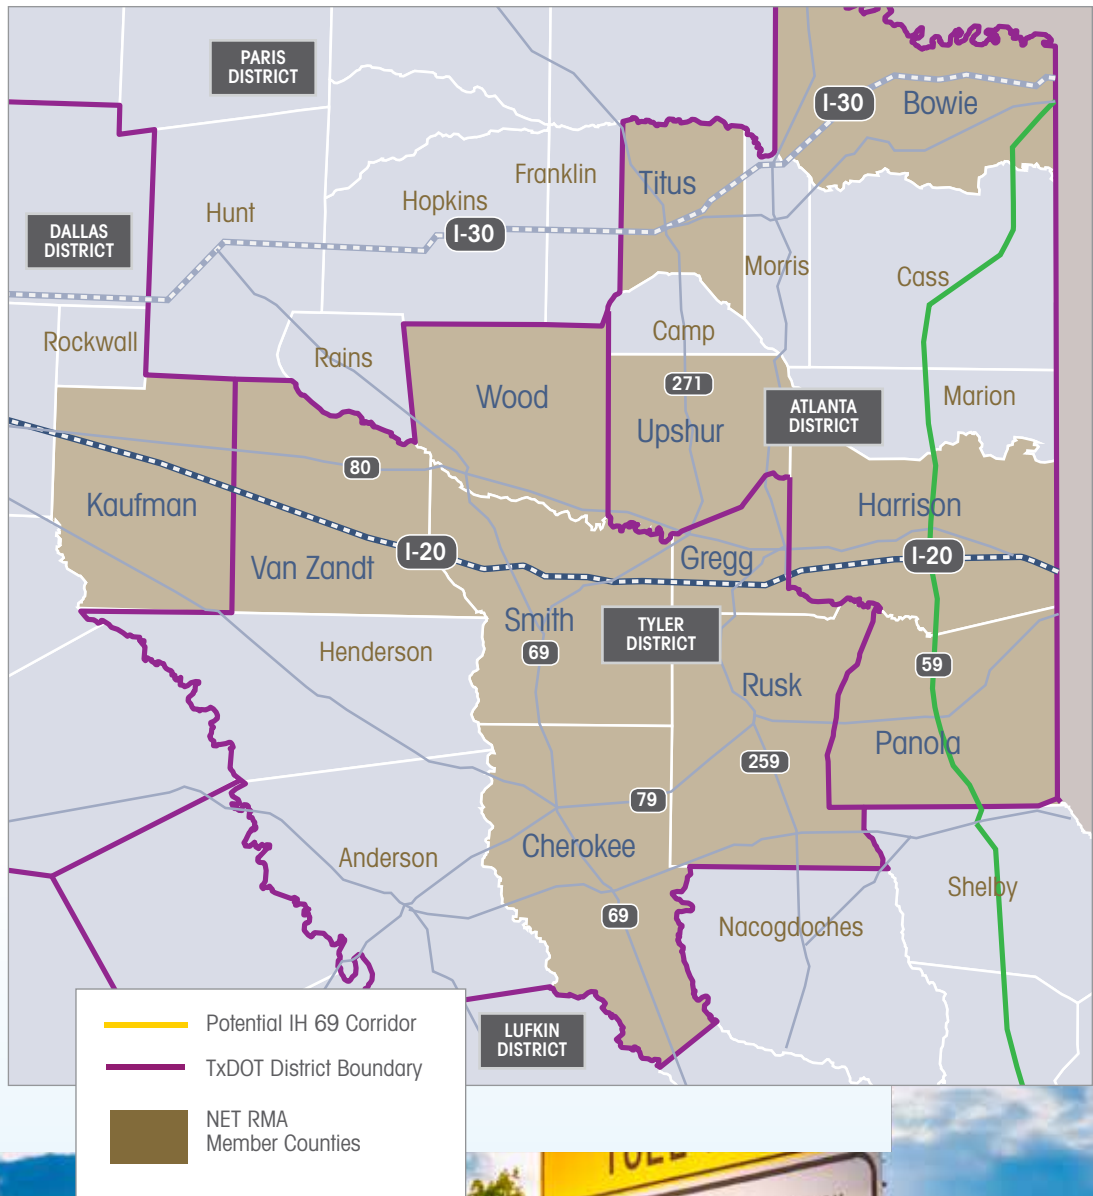 PARIS
DISTRICT
I-30
Bowie
Franklin
Titus
Hopkins
Hunt
DALLAS
DISTRICT
I-30
Morris
Cass
Rockwall
Rains
Camp
271
Wood
Marion
ATLANTA
DISTRICT
Upshur
80
Kaufman
Harrison
I-20
I-20
Van Zandt
Gregg
Smith
TYLER
DISTRICT
69
Henderson
59
Rusk
Panola
259
79
Cherokee
Anderson
Shelby
69
Nacogdoches
LUFKIN
DISTRICT
Potential IH 69 Corridor
TxDOT District Boundary
NET RMA
Member Counties